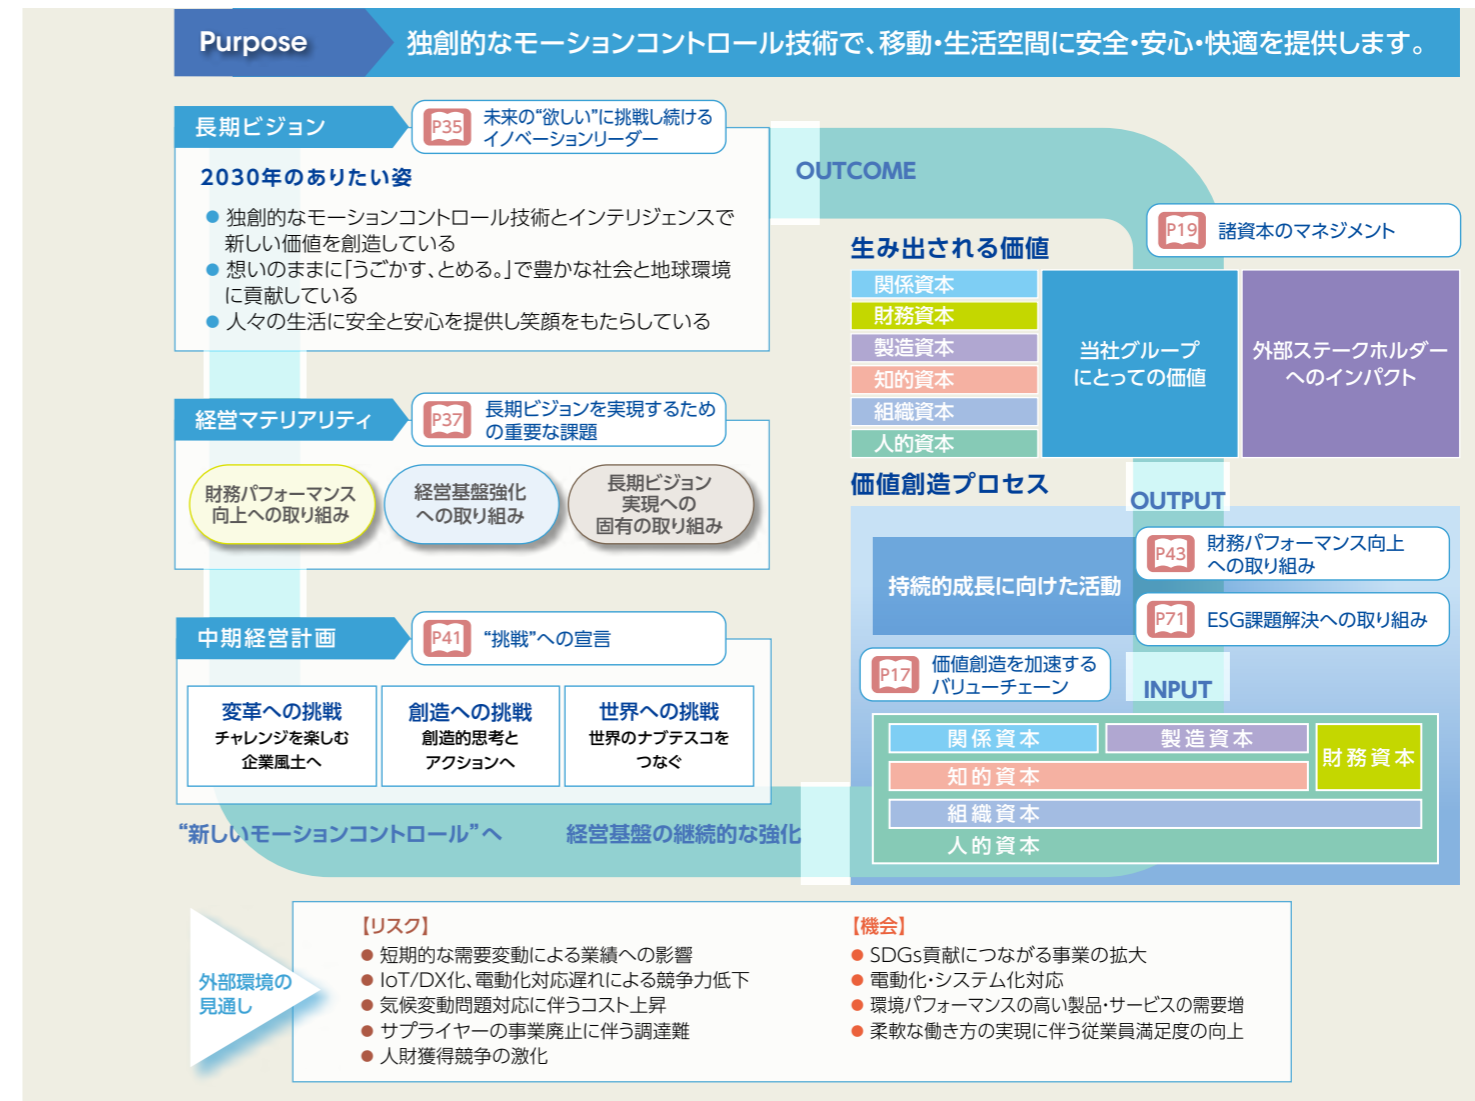 Purpose
独創的なモーションコントロール技術で、移動・生活空間に安全・安心・快適を提供します。
長期ビジョン
P35
未来の“欲しい”に挑戦し続ける
イノベーションリーダー
2030年のありたい姿
● 独創的なモーションコントロール技術とインテリジェンスで
新しい価値を創造している
● 想いのままに「うごかす、とめる。」で豊かな社会と地球環境
に貢献している
● 人々の生活に安全と安心を提供し笑顔をもたらしている
経営マテリアリティ
P37
長期ビジョンを実現するため
の重要な課題
財務パフォーマンス
向上への取り組み
経営基盤強化
への取り組み
長期ビジョン
実現への
固有の取り組み
中期経営計画
P41
“挑戦”への宣言
変革への挑戦
チャレンジを楽しむ
企業風土へ
創造への挑戦
創造的思考と
アクションへ
世界への挑戦
世界のナブテスコを
つなぐ
“新しいモーションコントロール”へ
経営基盤の継続的な強化
OUTCOME
P19
諸資本のマネジメント
生み出される価値
関係資本
財務資本
製造資本
知的資本
組織資本
人的資本
当社グループ
にとっての価値
外部ステークホルダー
へのインパクト
価値創造プロセス
OUTPUT
持続的成長に向けた活動
P43
財務パフォーマンス向上
への取り組み
P71
ESG課題解決への取り組み
P17
価値創造を加速する
バリューチェーン
INPUT
関係資本
製造資本
財務資本
知的資本
組織資本
人的資本
外部環境の
見通し
【リスク】
● 短期的な需要変動による業績への影響
● IoT/DX化、電動化対応遅れによる競争力低下
● 気候変動問題対応に伴うコスト上昇
● サプライヤーの事業廃止に伴う調達難
● 人財獲得競争の激化
【機会】
● SDGs貢献につながる事業の拡大
● 電動化・システム化対応
● 環境パフォーマンスの高い製品・サービスの需要増
● 柔軟な働き方の実現に伴う従業員満足度の向上